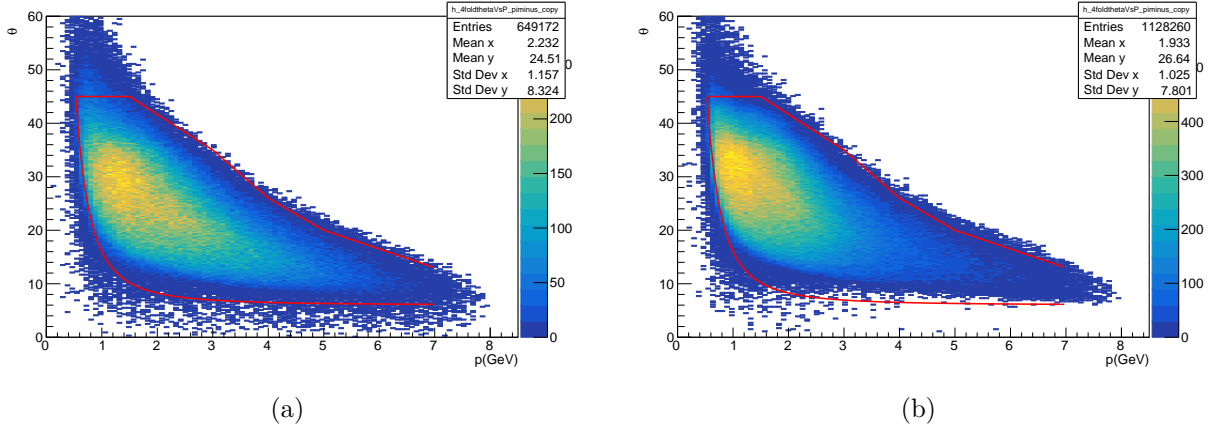 h_4foldthetaVsP_piminus_copy
Entries 649172
Mean x 2.232
Mean y 24.51
Std Dev x 1.157
Std Dev y 8.324
θ
60
50
40
30
20
10
0
0 1 2 3 4 5 6 7 8
p(GeV)
0
200
150
100
50
0
(a)
h_4foldthetaVsP_piminus_copy
Entries 1128260
Mean x 1.933
Mean y 26.64
Std Dev x 1.025
Std Dev y 7.801
θ
60
50
40
30
20
10
0
0 1 2 3 4 5 6 7 8
p(GeV)
0
400
300
200
100
0
(b)